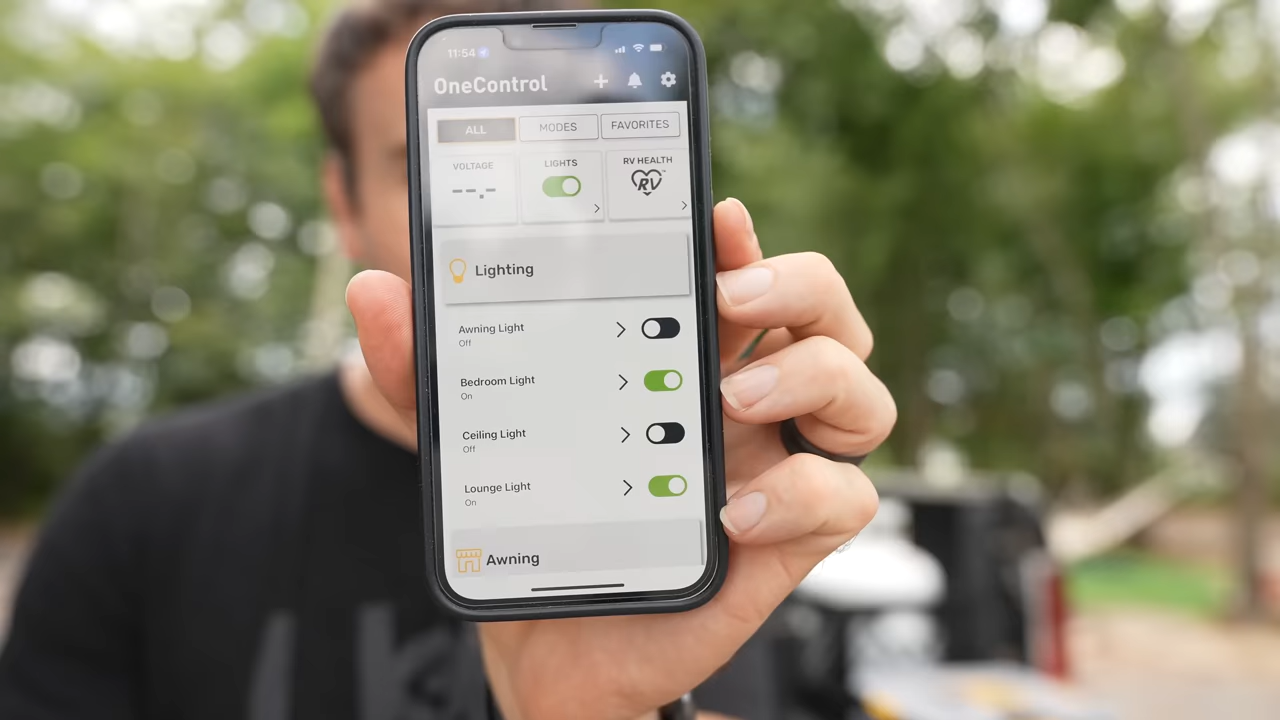 11:54
OneControl
ALL MODES FAVORITES
VOLTAGE LIGHTS RV HEALTH
--.-
RV
Lighting
Awning Light
Off
Bedroom Light
On
Ceiling Light
Off
Lounge Light
On
Awning